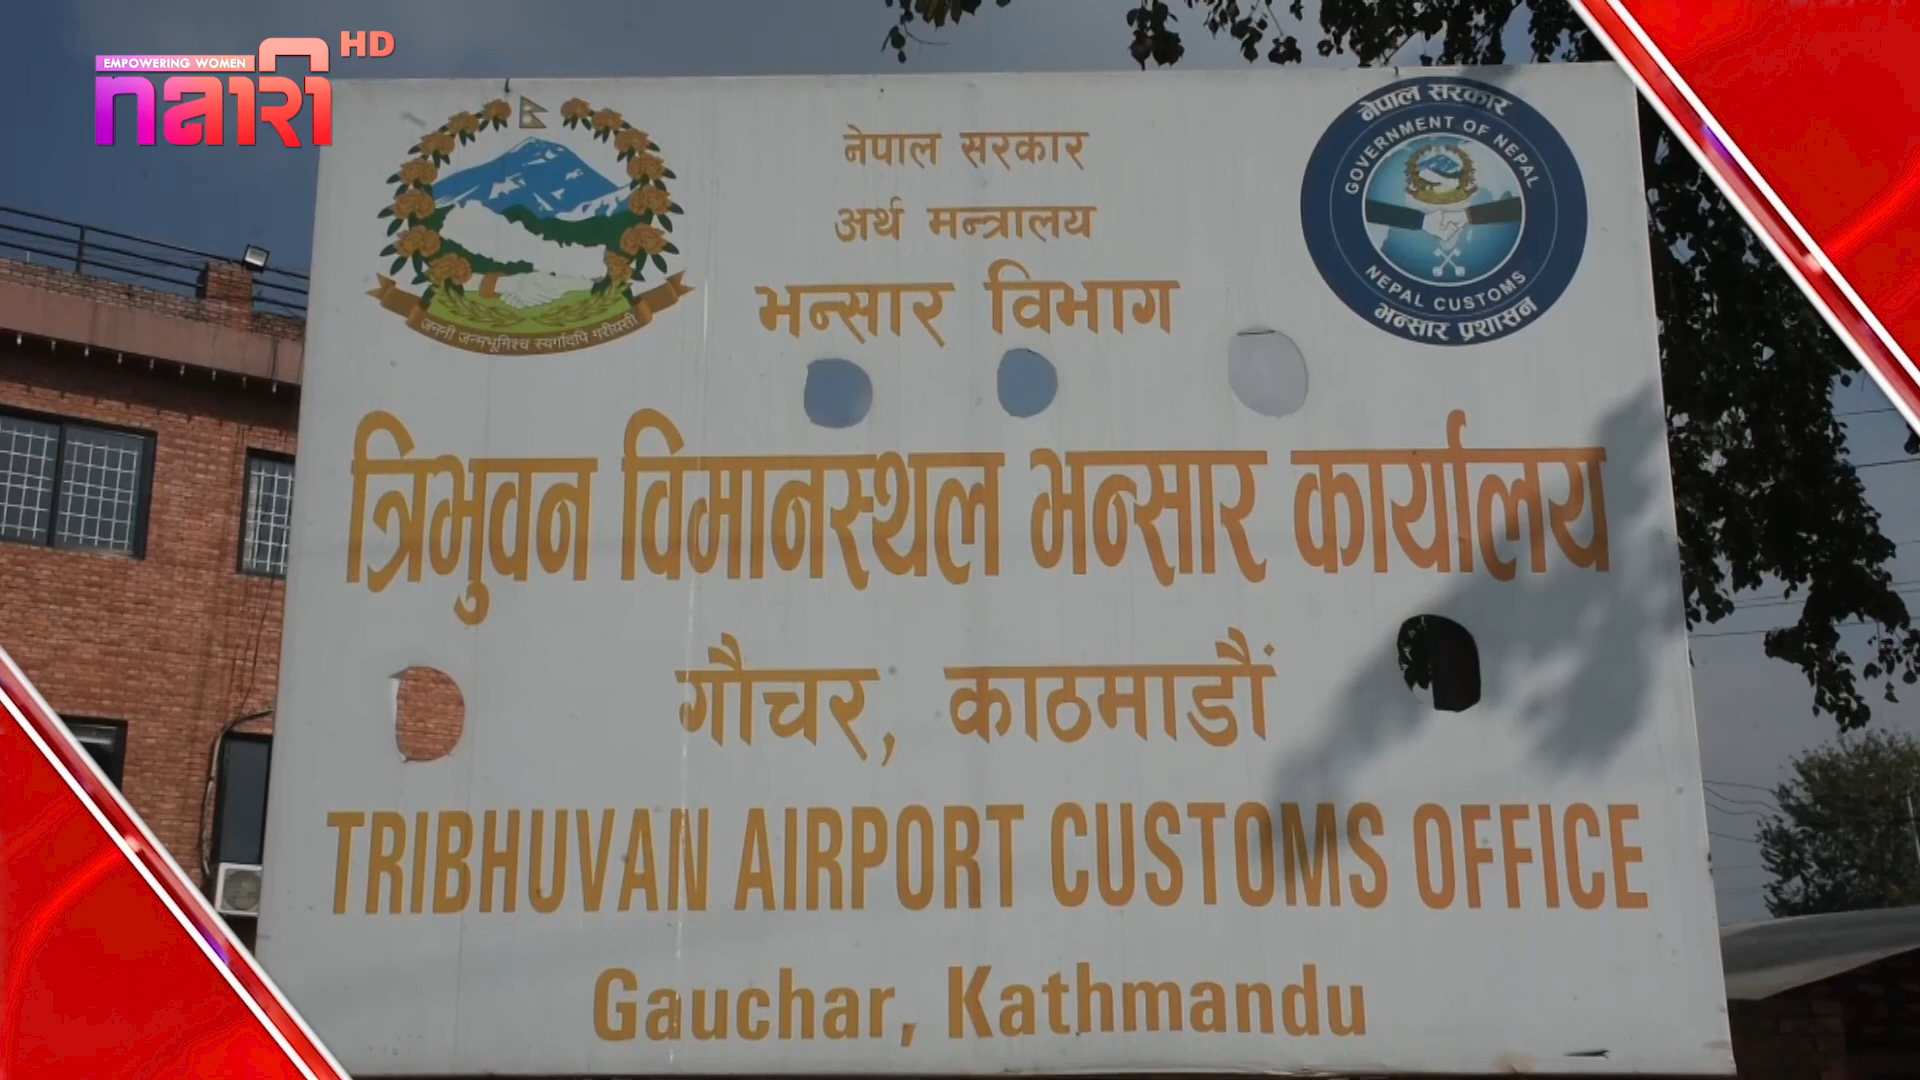 EMPOWERING WOMEN
नारी HD
नेपाल सरकार
अर्थ मन्त्रालय
भन्सार विभाग
जननी जन्मभूमिश्च स्वर्गादपि गरीयसी
नेपाल सरकार
GOVERNMENT OF NEPAL
NEPAL CUSTOMS
भन्सार प्रशासन
त्रिभुवन विमानस्थल भन्सार कार्यालय
गौचर, काठमाडौं
TRIBHUVAN AIRPORT CUSTOMS OFFICE
Gauchar, Kathmandu